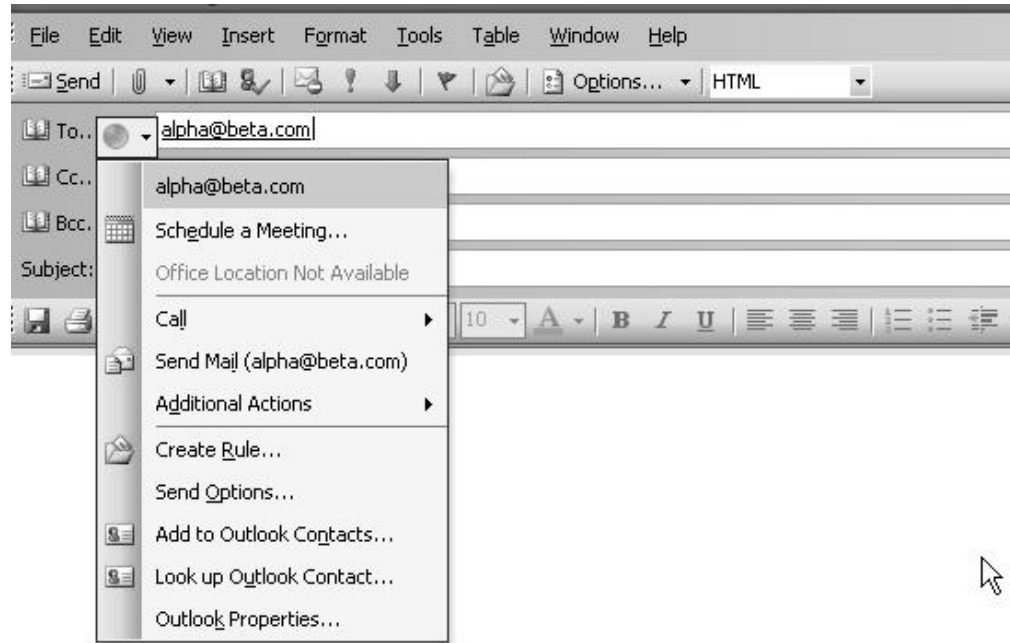 File Edit View Insert Format Tools Table Window Help
Send Options... HTML
To.. alpha@beta.com
Cc..
Bcc.
Subject:
10 A B I U
alpha@beta.com
Schedule a Meeting...
Office Location Not Available
Call
Send Mail (alpha@beta.com)
Additional Actions
Create Rule...
Send Options...
Add to Outlook Contacts...
Look up Outlook Contact...
Outlook Properties...